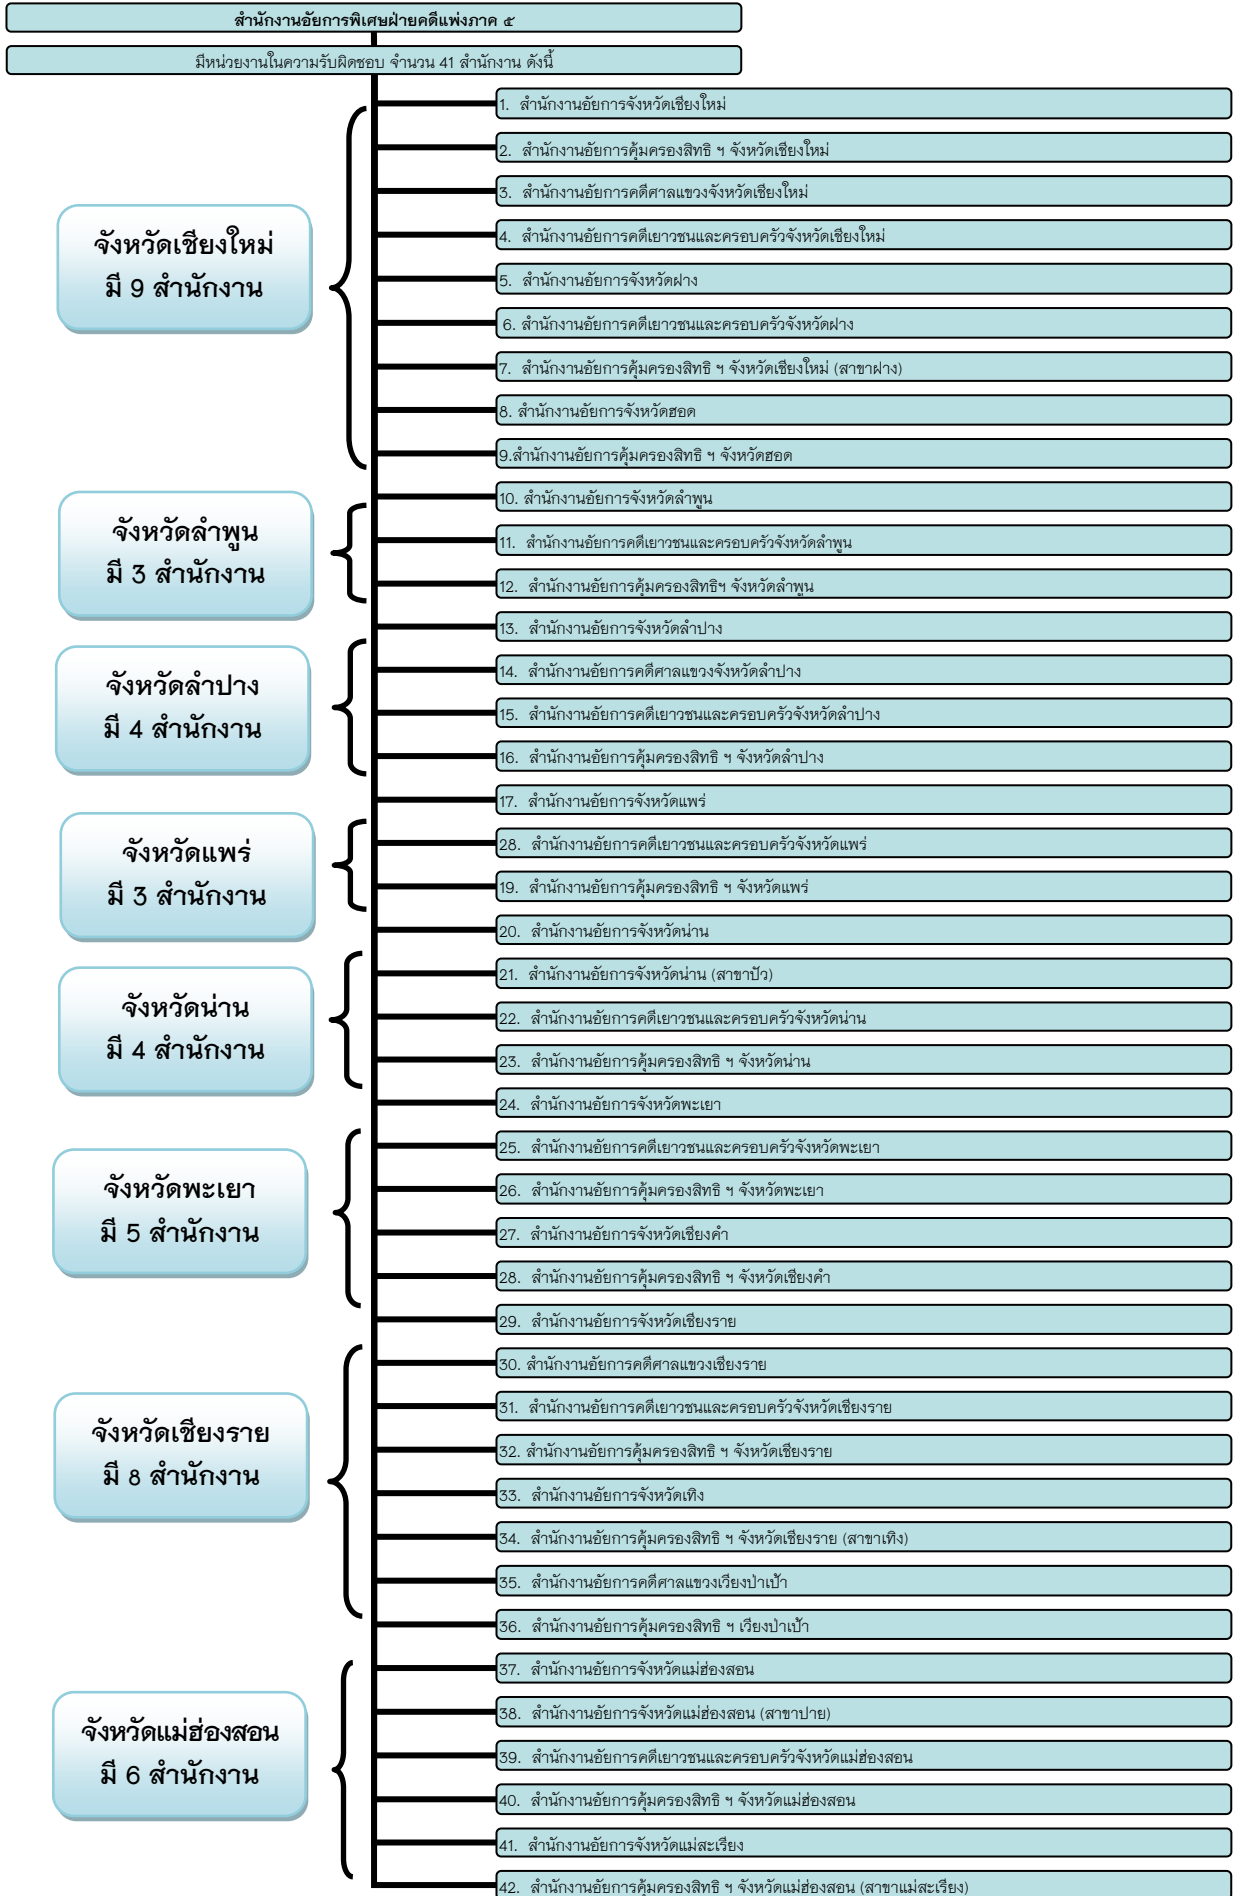 สำนักงานอัยการพิเศษฝ่ายคดีแพ่งภาค ๕
มีหน่วยงานในความรับผิดชอบ จำนวน 41 สำนักงาน ดังนี้
จังหวัดเชียงใหม่
มี 9 สำนักงาน
1. สำนักงานอัยการจังหวัดเชียงใหม่
2. สำนักงานอัยการคุ้มครองสิทธิ ฯ จังหวัดเชียงใหม่
3. สำนักงานอัยการคดีศาลแขวงจังหวัดเชียงใหม่
4. สำนักงานอัยการคดีเยาวชนและครอบครัวจังหวัดเชียงใหม่
5. สำนักงานอัยการจังหวัดฝาง
6. สำนักงานอัยการคดีเยาวชนและครอบครัวจังหวัดฝาง
7. สำนักงานอัยการคุ้มครองสิทธิ ฯ จังหวัดเชียงใหม่ (สาขาฝาง)
8. สำนักงานอัยการจังหวัดฮอด
9.สำนักงานอัยการคุ้มครองสิทธิ ฯ จังหวัดฮอด
จังหวัดลำพูน
มี 3 สำนักงาน
10. สำนักงานอัยการจังหวัดลำพูน
11. สำนักงานอัยการคดีเยาวชนและครอบครัวจังหวัดลำพูน
12. สำนักงานอัยการคุ้มครองสิทธิฯ จังหวัดลำพูน
จังหวัดลำปาง
มี 4 สำนักงาน
13. สำนักงานอัยการจังหวัดลำปาง
14. สำนักงานอัยการคดีศาลแขวงจังหวัดลำปาง
15. สำนักงานอัยการคดีเยาวชนและครอบครัวจังหวัดลำปาง
16. สำนักงานอัยการคุ้มครองสิทธิ ฯ จังหวัดลำปาง
จังหวัดแพร่
มี 3 สำนักงาน
17. สำนักงานอัยการจังหวัดแพร่
28. สำนักงานอัยการคดีเยาวชนและครอบครัวจังหวัดแพร่
19. สำนักงานอัยการคุ้มครองสิทธิ ฯ จังหวัดแพร่
จังหวัดน่าน
มี 4 สำนักงาน
20. สำนักงานอัยการจังหวัดน่าน
21. สำนักงานอัยการจังหวัดน่าน (สาขาปัว)
22. สำนักงานอัยการคดีเยาวชนและครอบครัวจังหวัดน่าน
23. สำนักงานอัยการคุ้มครองสิทธิ ฯ จังหวัดน่าน
จังหวัดพะเยา
มี 5 สำนักงาน
24. สำนักงานอัยการจังหวัดพะเยา
25. สำนักงานอัยการคดีเยาวชนและครอบครัวจังหวัดพะเยา
26. สำนักงานอัยการคุ้มครองสิทธิ ฯ จังหวัดพะเยา
27. สำนักงานอัยการจังหวัดเชียงคำ
28. สำนักงานอัยการคุ้มครองสิทธิ ฯ จังหวัดเชียงคำ
จังหวัดเชียงราย
มี 8 สำนักงาน
29. สำนักงานอัยการจังหวัดเชียงราย
30. สำนักงานอัยการคดีศาลแขวงเชียงราย
31. สำนักงานอัยการคดีเยาวชนและครอบครัวจังหวัดเชียงราย
32. สำนักงานอัยการคุ้มครองสิทธิ ฯ จังหวัดเชียงราย
33. สำนักงานอัยการจังหวัดเทิง
34. สำนักงานอัยการคุ้มครองสิทธิ ฯ จังหวัดเชียงราย (สาขาเทิง)
35. สำนักงานอัยการคดีศาลแขวงเวียงป่าเป้า
36. สำนักงานอัยการคุ้มครองสิทธิ ฯ เวียงป่าเป้า
จังหวัดแม่ฮ่องสอน
มี 6 สำนักงาน
37. สำนักงานอัยการจังหวัดแม่ฮ่องสอน
38. สำนักงานอัยการจังหวัดแม่ฮ่องสอน (สาขาปาย)
39. สำนักงานอัยการคดีเยาวชนและครอบครัวจังหวัดแม่ฮ่องสอน
40. สำนักงานอัยการคุ้มครองสิทธิ ฯ จังหวัดแม่ฮ่องสอน
41. สำนักงานอัยการจังหวัดแม่สะเรียง
42. สำนักงานอัยการคุ้มครองสิทธิ ฯ จังหวัดแม่ฮ่องสอน (สาขาแม่สะเรียง)